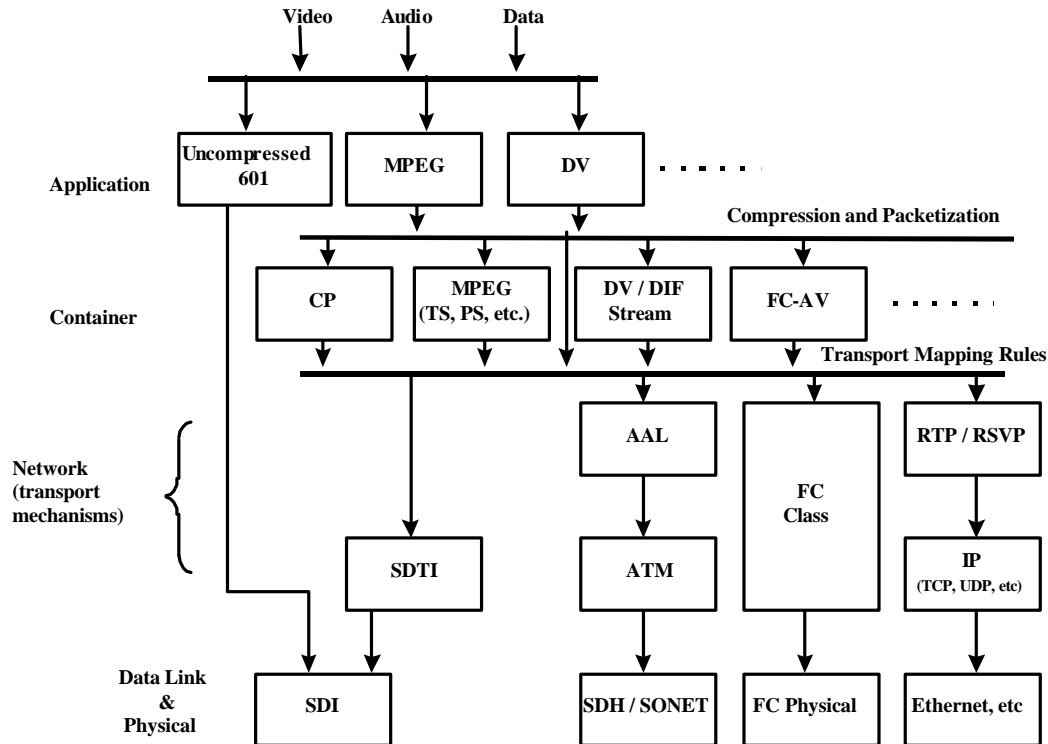 Video Audio Data
Uncompressed
601
MPEG
DV
Application
Compression and Packetization
CP
MPEG
(TS, PS, etc.)
DV / DIF
Stream
FC-AV
Container
Transport Mapping Rules
AAL
RTP / RSVP
Network
(transport
mechanisms)
FC
Class
SDTI
ATM
IP
(TCP, UDP, etc)
Data Link
&
Physical
SDI
SDH / SONET
FC Physical
Ethernet, etc